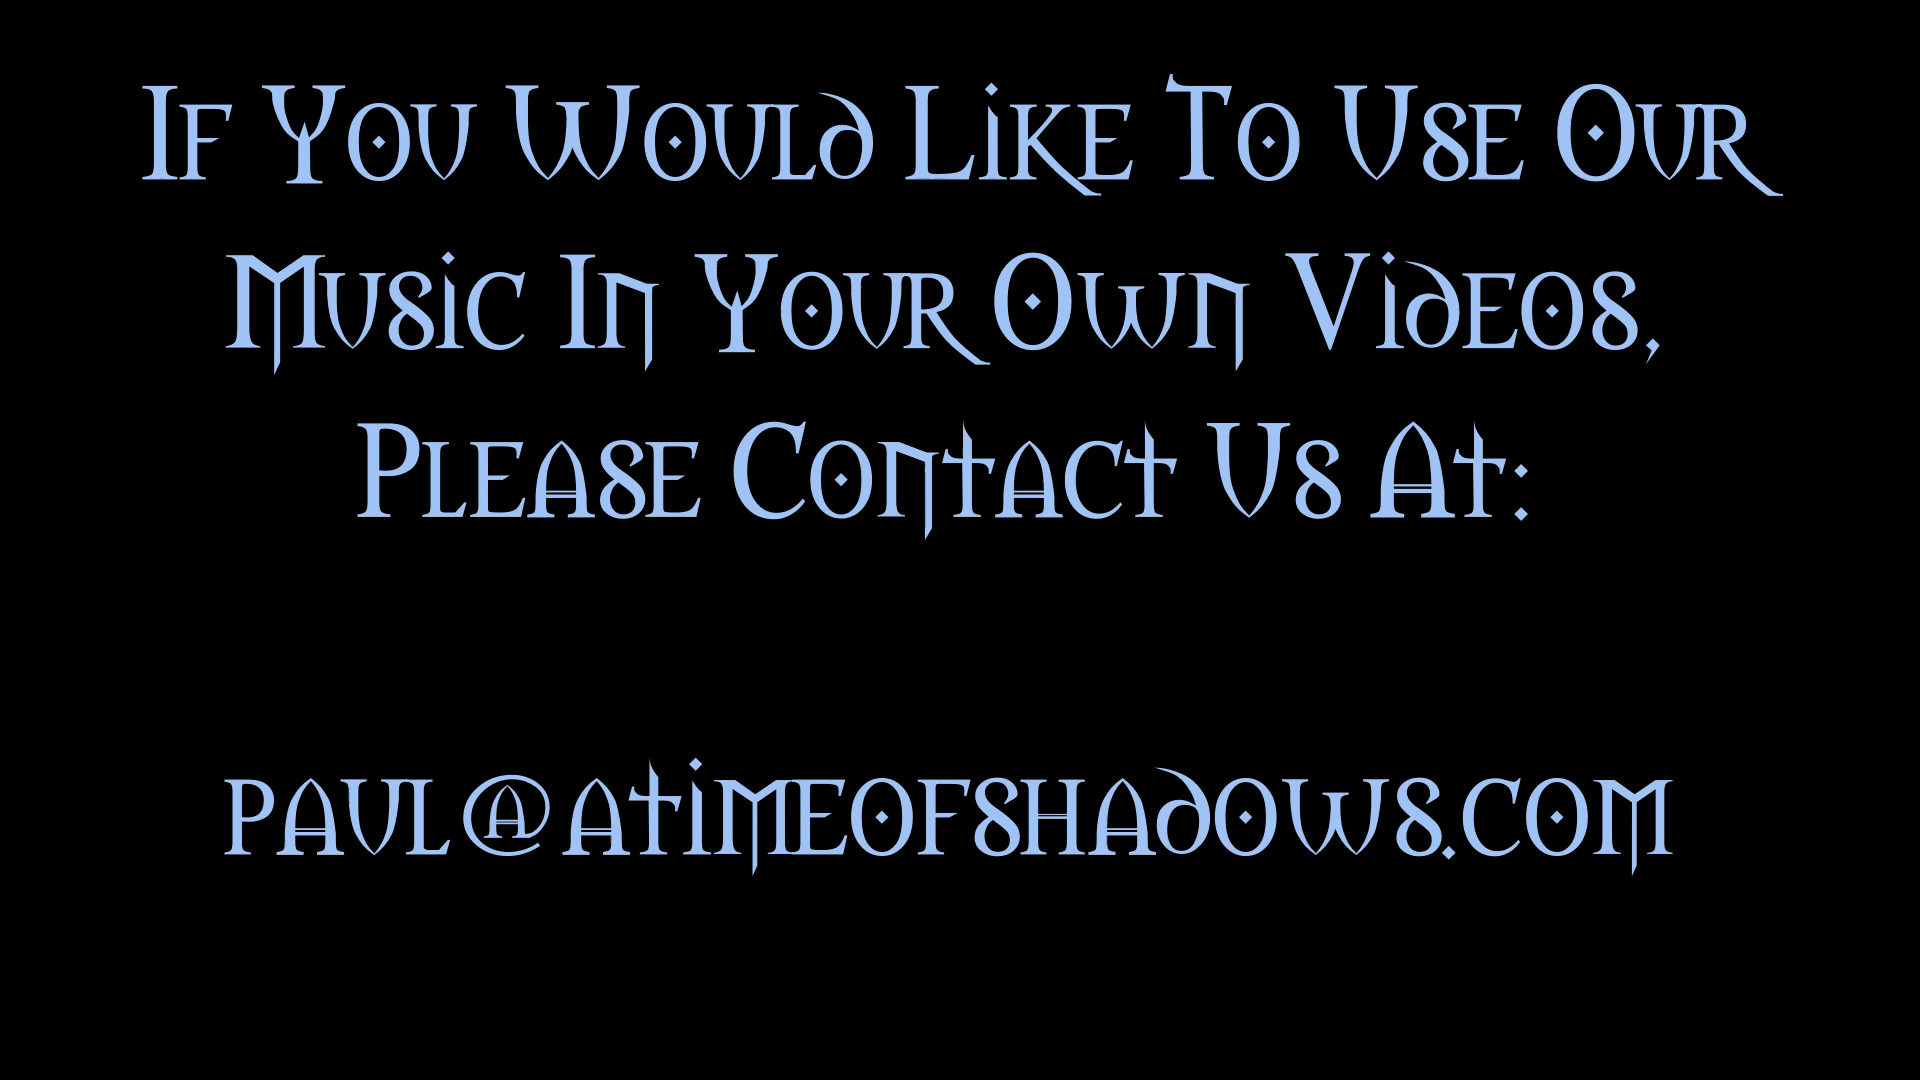 If You Would Like To Use Our
Music In Your Own Videos,
Please Contact Us At:
paul@atimeofshadows.com